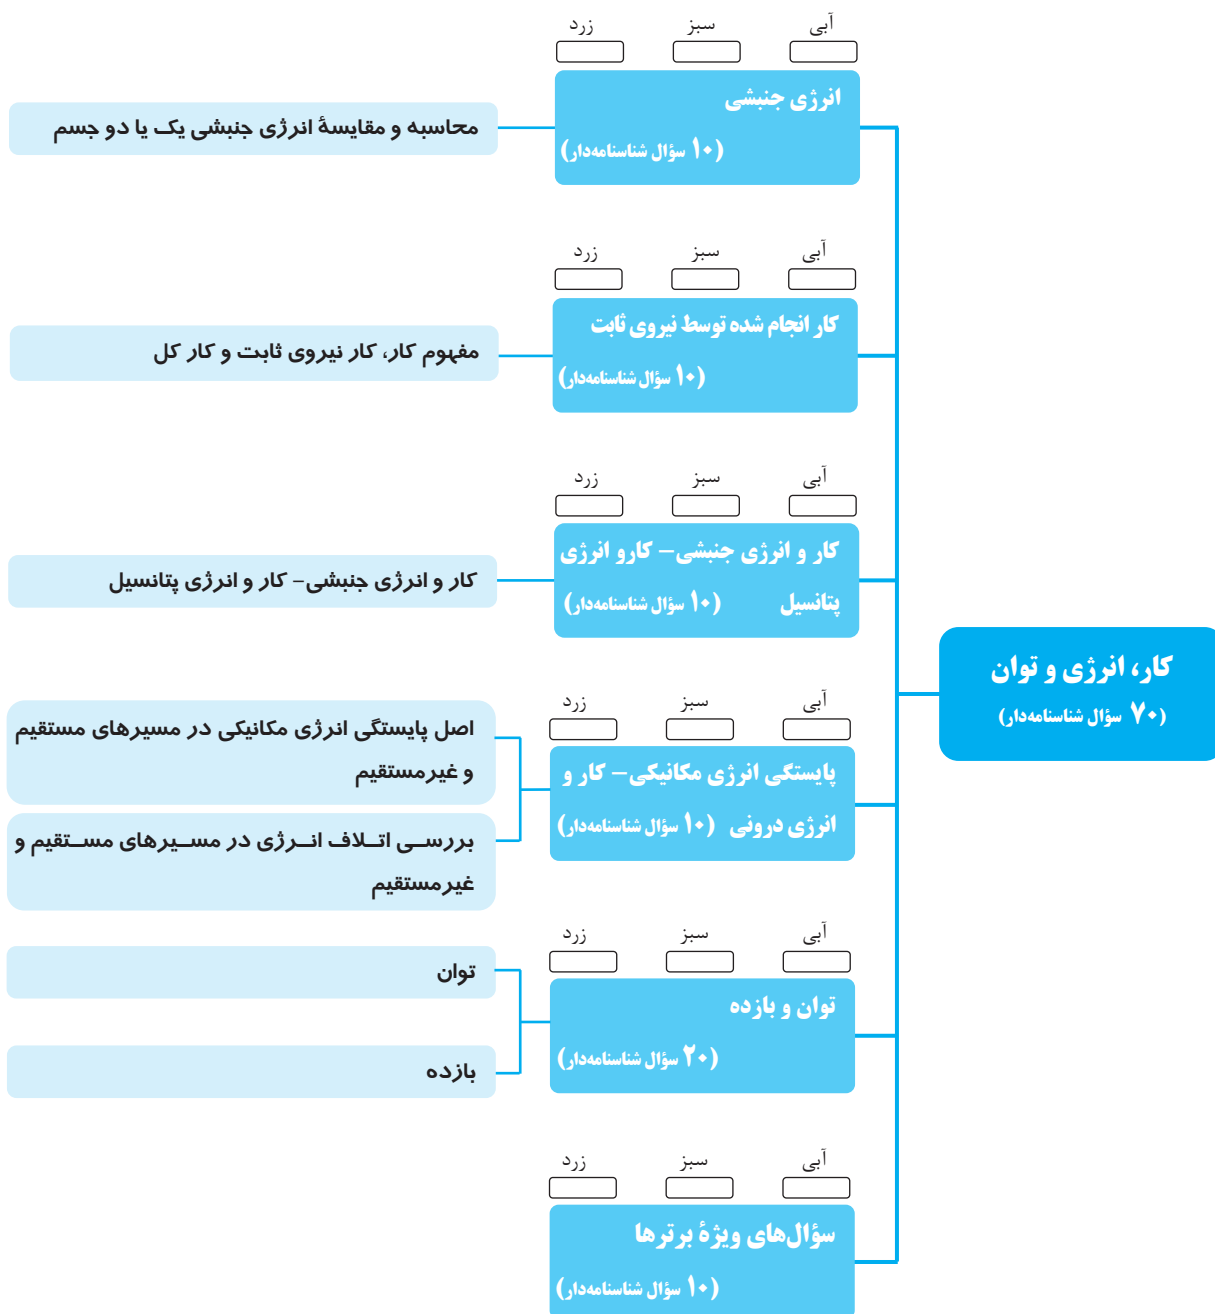 کار، انرژی و توان
(۷۰ سؤال شناسنامه‌دار)
آبی سبز زرد
انرژی جنبشی
(۱۰ سؤال شناسنامه‌دار)
محاسبه و مقایسهٔ انرژی جنبشی یک یا دو جسم
آبی سبز زرد
کار انجام شده توسط نیروی ثابت
(۱۰ سؤال شناسنامه‌دار)
مفهوم کار، کار نیروی ثابت و کار کل
آبی سبز زرد
کار و انرژی جنبشی– کارو انرژی
پتانسیل (۱۰ سؤال شناسنامه‌دار)
کار و انرژی جنبشی– کار و انرژی پتانسیل
آبی سبز زرد
پایستگی انرژی مکانیکی– کار و
انرژی درونی (۱۰ سؤال شناسنامه‌دار)
اصل پایستگی انرژی مکانیکی در مسیرهای مستقیم
و غیرمستقیم
بررســی اتــلاف انــرژی در مســیرهای مســتقیم و
غیرمستقیم
آبی سبز زرد
توان و بازده
(۲۰ سؤال شناسنامه‌دار)
توان
بازده
آبی سبز زرد
سؤال‌های ویژهٔ برترها
(۱۰ سؤال شناسنامه‌دار)